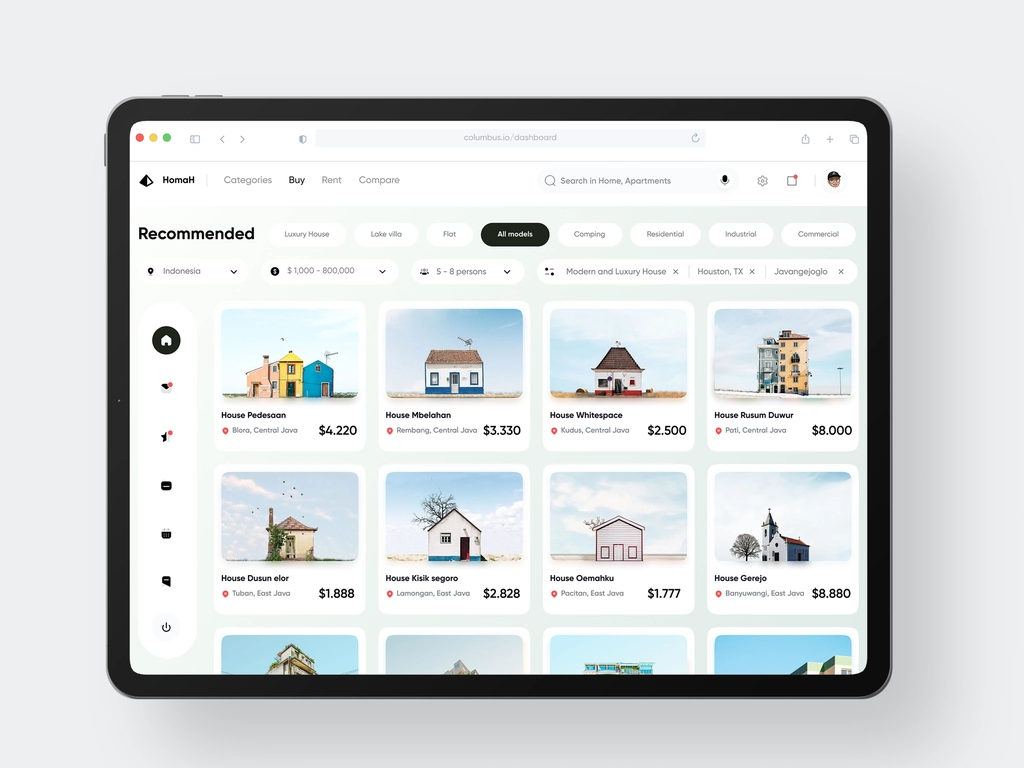 columbus.io/dashboard
HomaH Categories Buy Rent Compare Search in Home, Apartments
Recommended Luxury House Lake villa Flat All models Comping Residential Industrial Commercial
Indonesia $ 1,000 - 800,000 5 - 8 persons Modern and Luxury House Houston, TX Javangejoglo
House Pedesaan
Blora, Central Java $4.220
House Mbelahan
Rembang, Central Java $3.330
House Whitespace
Kudus, Central Java $2.500
House Rusum Duwur
Pati, Central Java $8.000
House Dusun elor
Tuban, East Java $1.888
House Kisik segoro
Lamongan, East Java $2.828
House Oemahku
Pacitan, East Java $1.777
House Gerejo
Banyuwangi, East Java $8.880